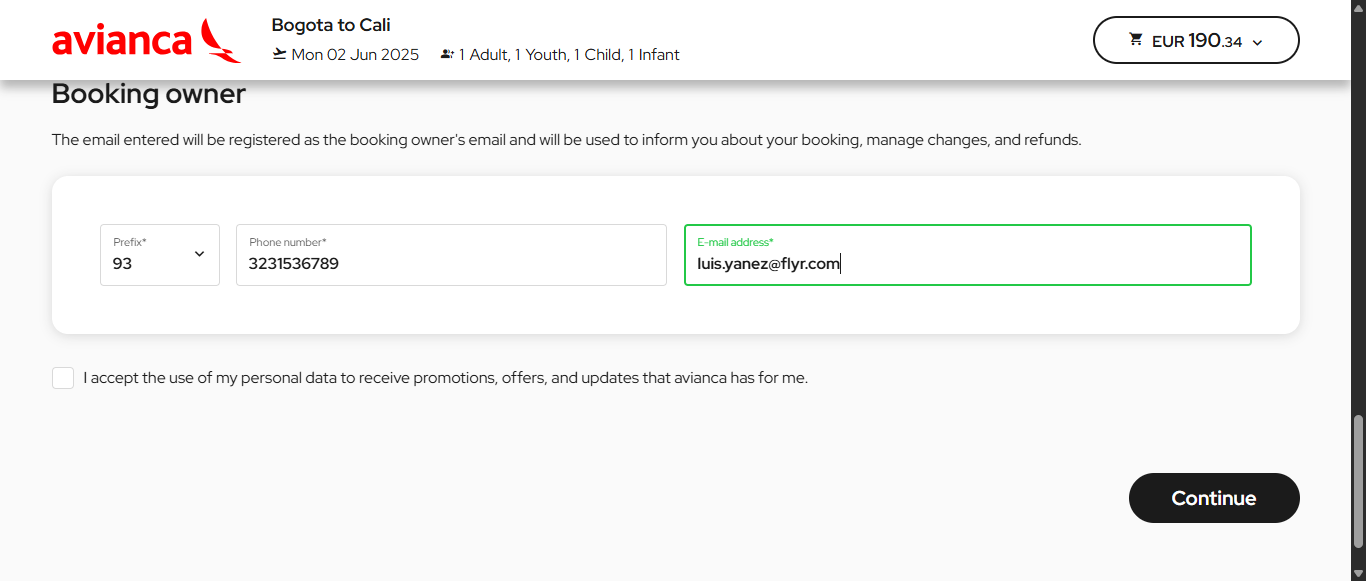 avianca
Bogota to Cali
Mon 02 Jun 2025 1 Adult, 1 Youth, 1 Child, 1 Infant
EUR 190.34
Booking owner
The email entered will be registered as the booking owner's email and will be used to inform you about your booking, manage changes, and refunds.
Prefix*
93
Phone number*
3231536789
E-mail address*
luis.yanez@flyr.com
I accept the use of my personal data to receive promotions, offers, and updates that avianca has for me.
Continue